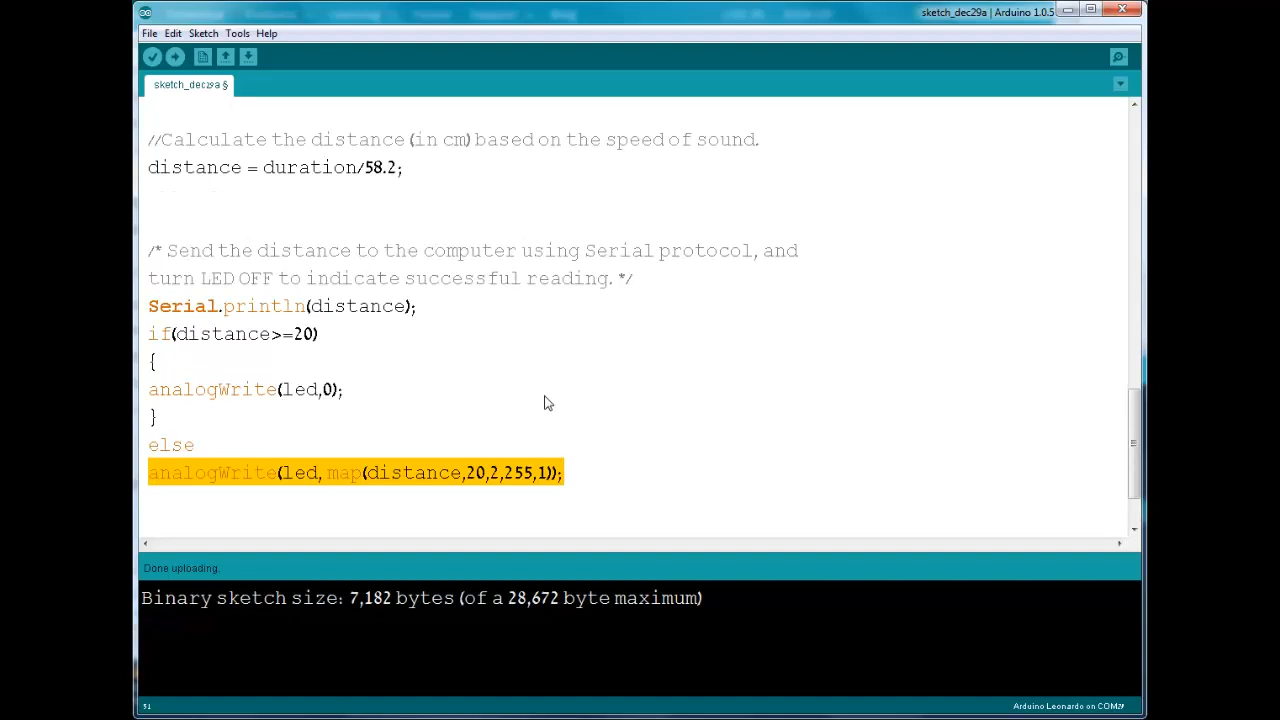 sketch_dec29a | Arduino 1.0.5
File Edit Sketch Tools Help
sketch_dec29a §
//Calculate the distance (in cm) based on the speed of sound.
distance = duration/58.2;
/* Send the distance to the computer using Serial protocol, and
turn LED OFF to indicate successful reading. */
Serial.println(distance);
if(distance>=20)
{
analogWrite(led,0);
}
else
analogWrite(led, map(distance,20,2,255,1));
Done uploading.
Binary sketch size: 7,182 bytes (of a 28,672 byte maximum)
51
Arduino Leonardo on COM29